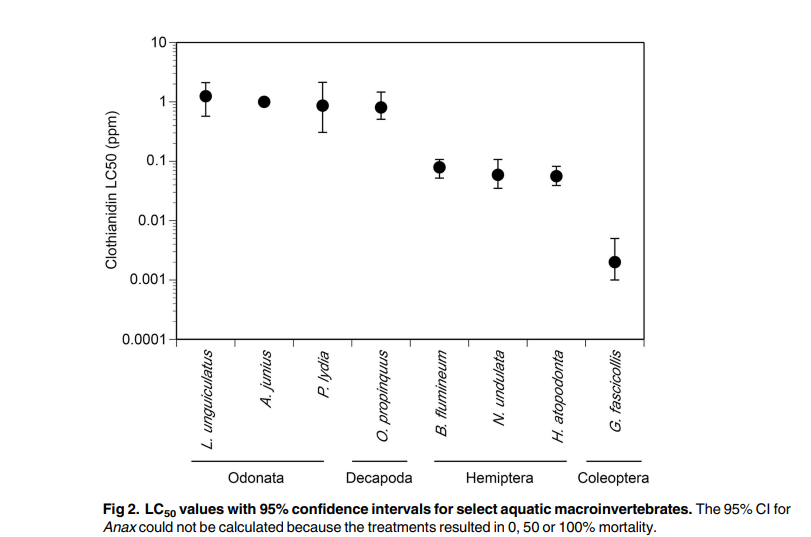 10
1
0.1
0.01
0.001
0.0001
Clothianidin LC50 (ppm)
L. unguiculatus
A. junius
P. lydia
O. propinquus
B. flumineum
N. undulata
H. atopodonta
G. fascicollis
Odonata
Decapoda
Hemiptera
Coleoptera
Fig 2. LC50 values with 95% confidence intervals for select aquatic macroinvertebrates. The 95% CI for
Anax could not be calculated because the treatments resulted in 0, 50 or 100% mortality.